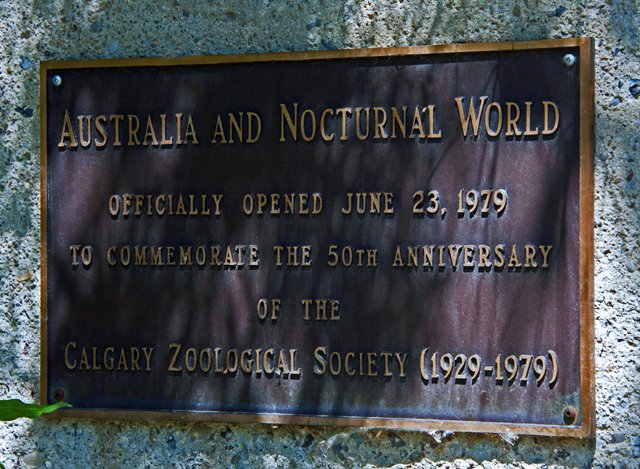 AUSTRALIA AND NOCTURNAL WORLD
OFFICIALLY OPENED JUNE 23, 1979
TO COMMEMORATE THE 50TH ANNIVERSARY
OF THE
CALGARY ZOOLOGICAL SOCIETY (1929-1979)